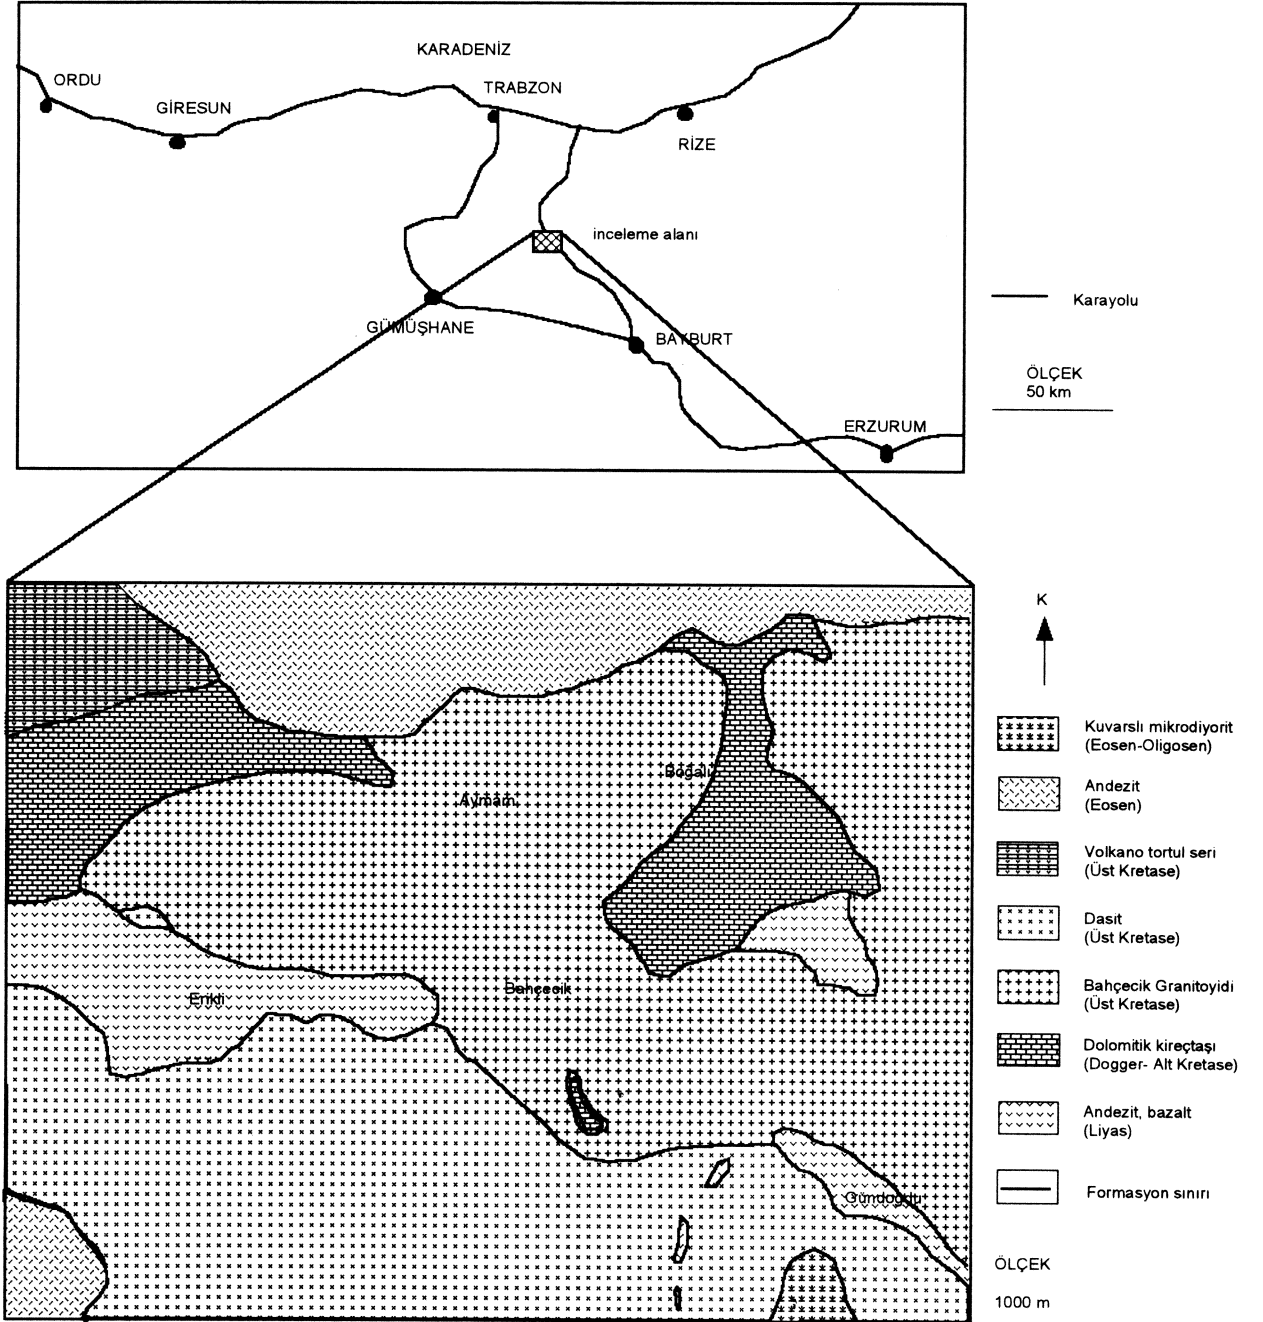 KARADENİZ
ORDU
TRABZON
GİRESUN
RİZE
inceleme alanı
Karayolu
GÜMÜŞHANE
BAYBURT
ÖLÇEK
50 km
ERZURUM
K
Kuvarslı mikrodiyorit
(Eosen-Oligosen)
Andezit
(Eosen)
Volkano tortul seri
(Üst Kretase)
Dasit
(Üst Kretase)
Bahçecik Granitoyidi
(Üst Kretase)
Dolomitik kireçtaşı
(Dogger- Alt Kretase)
Andezit, bazalt
(Liyas)
Formasyon sınırı
ÖLÇEK
1000 m
Boğalı
Bahçecik
Erikli
Gündoğdu